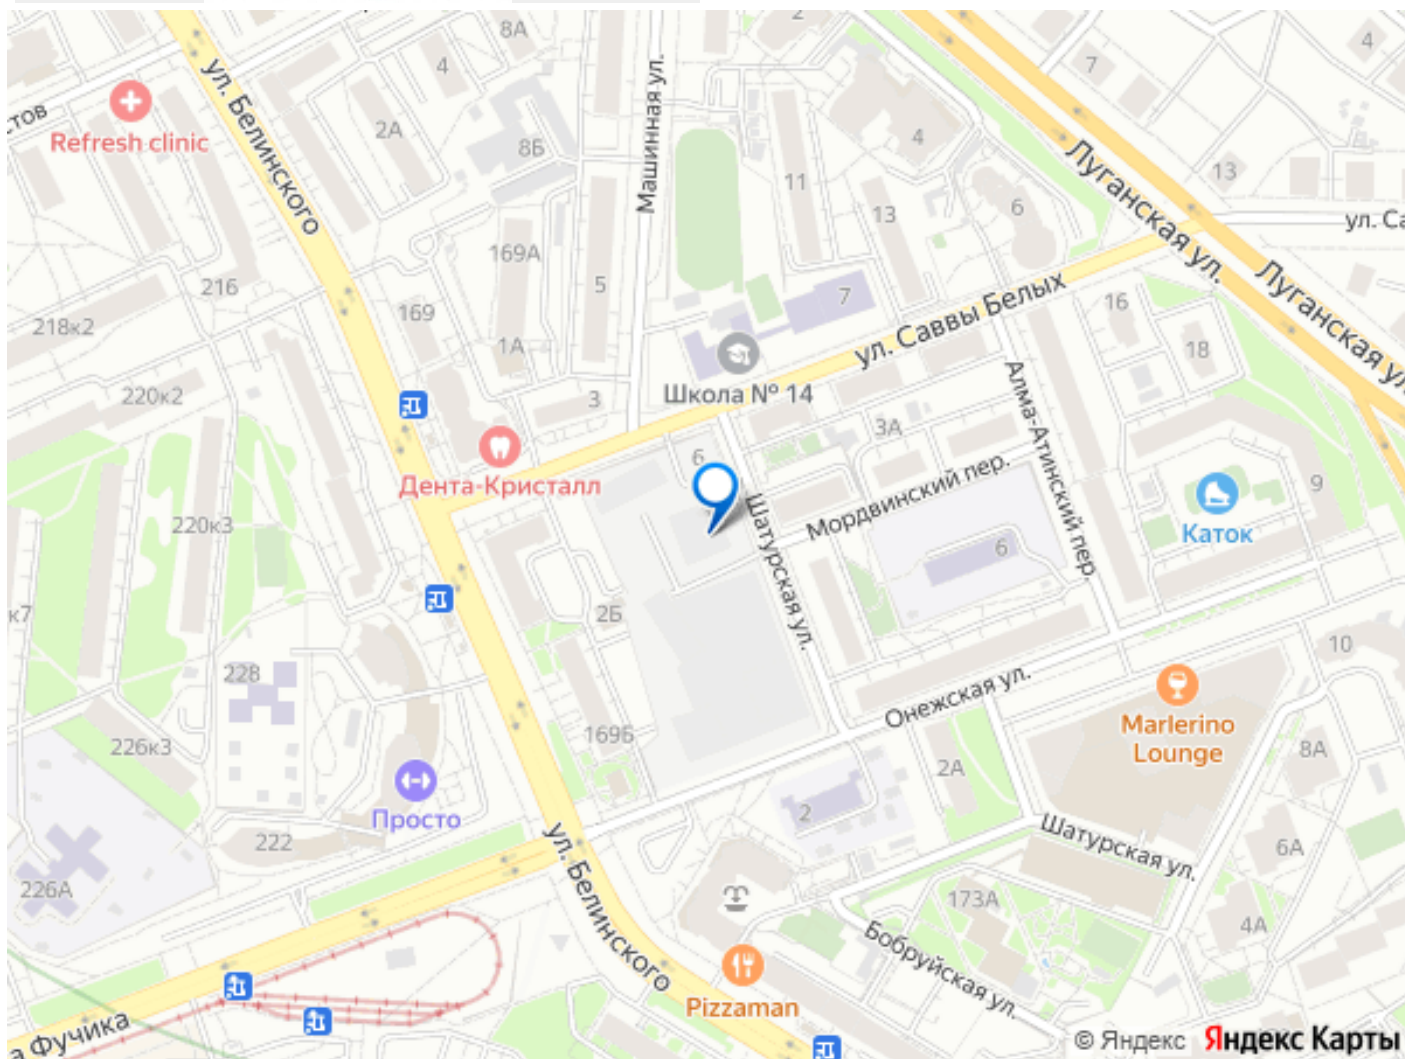 8А
2
4
4
7
ул. Белинского
Машинная ул.
стов
Refresh clinic
2А
8Б
4
Луганская ул.
11
13
13
6
ул. Са
169А
5
216
7
Луганская ул.
16
218к2
169
1А
ул. Саввы Белых
18
Школа № 14
220к2
3
Алма-Атинский пер.
3А
6
Дента-Кристалл
Мордвинский пер.
9
220к3
Каток
Шатурская ул.
6
к7
2Б
10
228
Онежская ул.
Marlerino
Lounge
169Б
226к3
8А
2А
Просто
2
222
ул. Белинского
Шатурская ул.
6А
226А
173А
4А
Бобруйская ул.
Pizzaman
а Фучика
© Яндекс Яндекс Карты